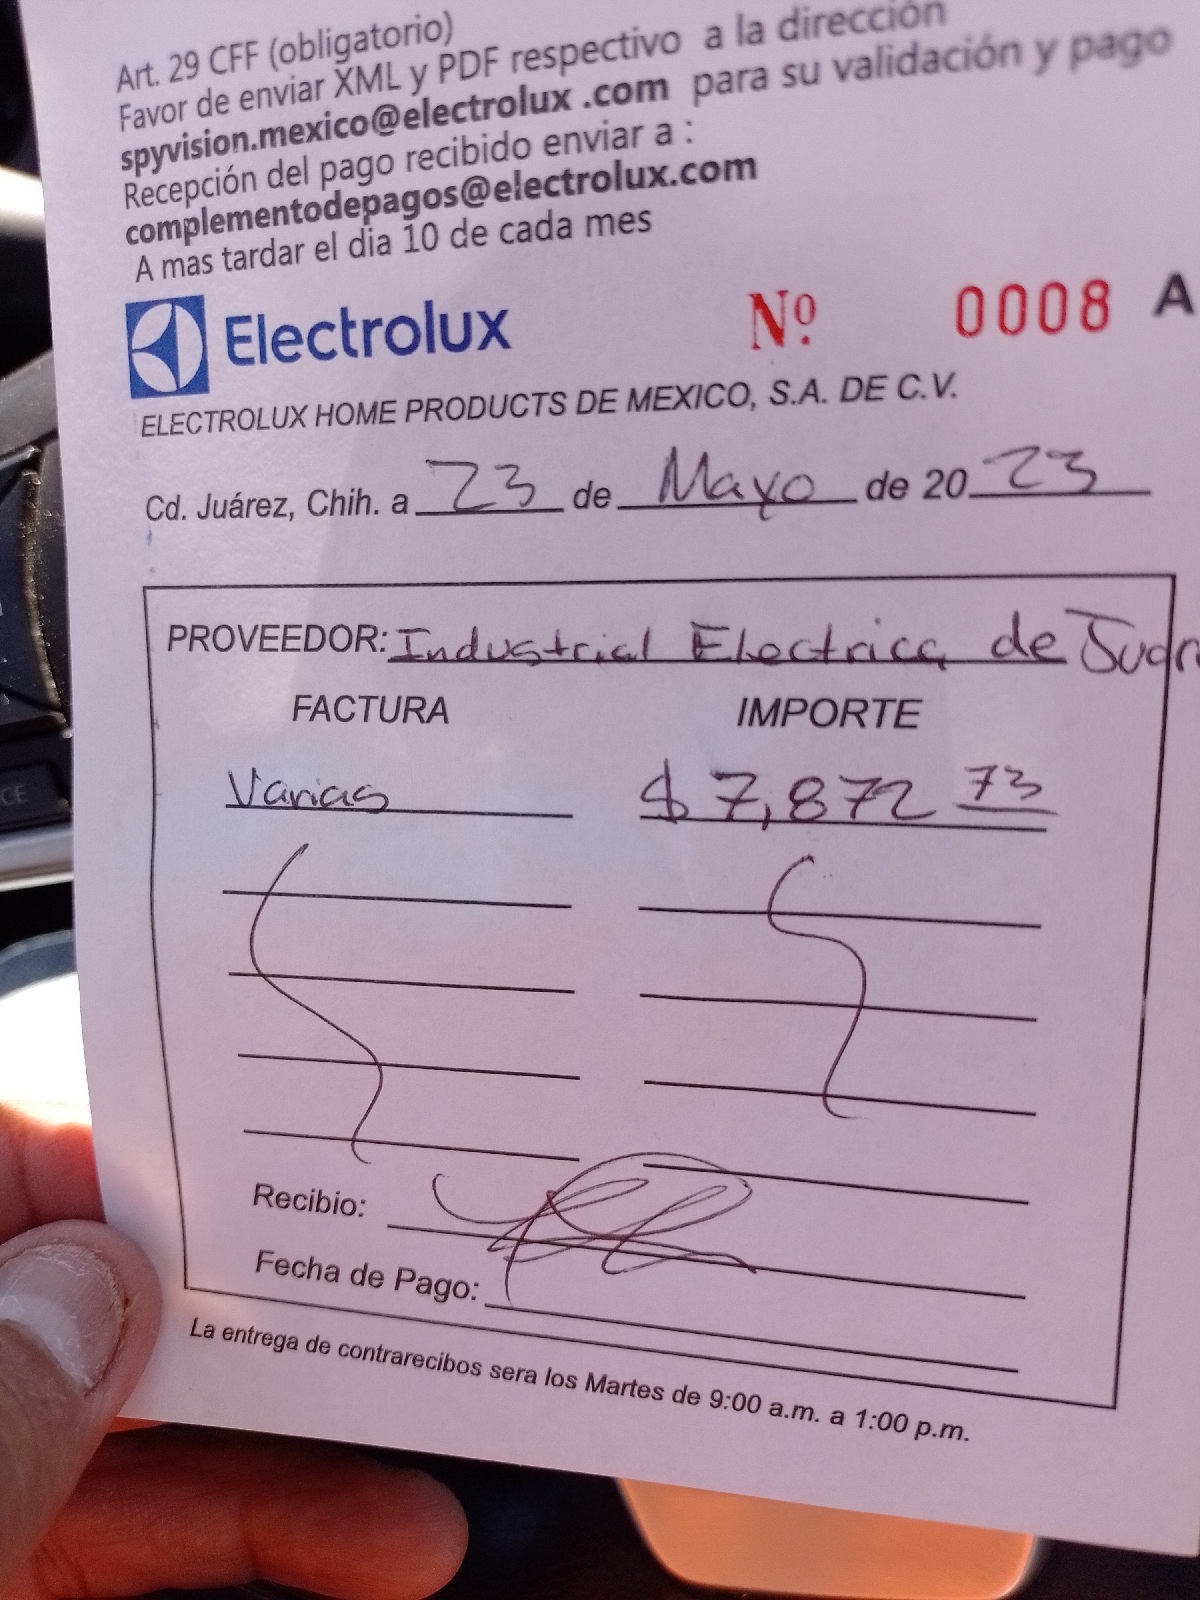 Art. 29 CFF (obligatorio)
Favor de enviar XML y PDF respectivo a la dirección
spyvision.mexico@electrolux .com para su validación y pago
Recepción del pago recibido enviar a :
complementodepagos@electrolux.com
A mas tardar el dia 10 de cada mes
Electrolux Nº. 0008 A
ELECTROLUX HOME PRODUCTS DE MEXICO, S.A. DE C.V.
Cd. Juárez, Chih. a 23 de Mayo de 20 23
PROVEEDOR: Industrial Electrica de Juar
FACTURA IMPORTE
Varias $ 7,872 73
Recibio:
Fecha de Pago:
La entrega de contrarecibos sera los Martes de 9:00 a.m. a 1:00 p.m.
CE